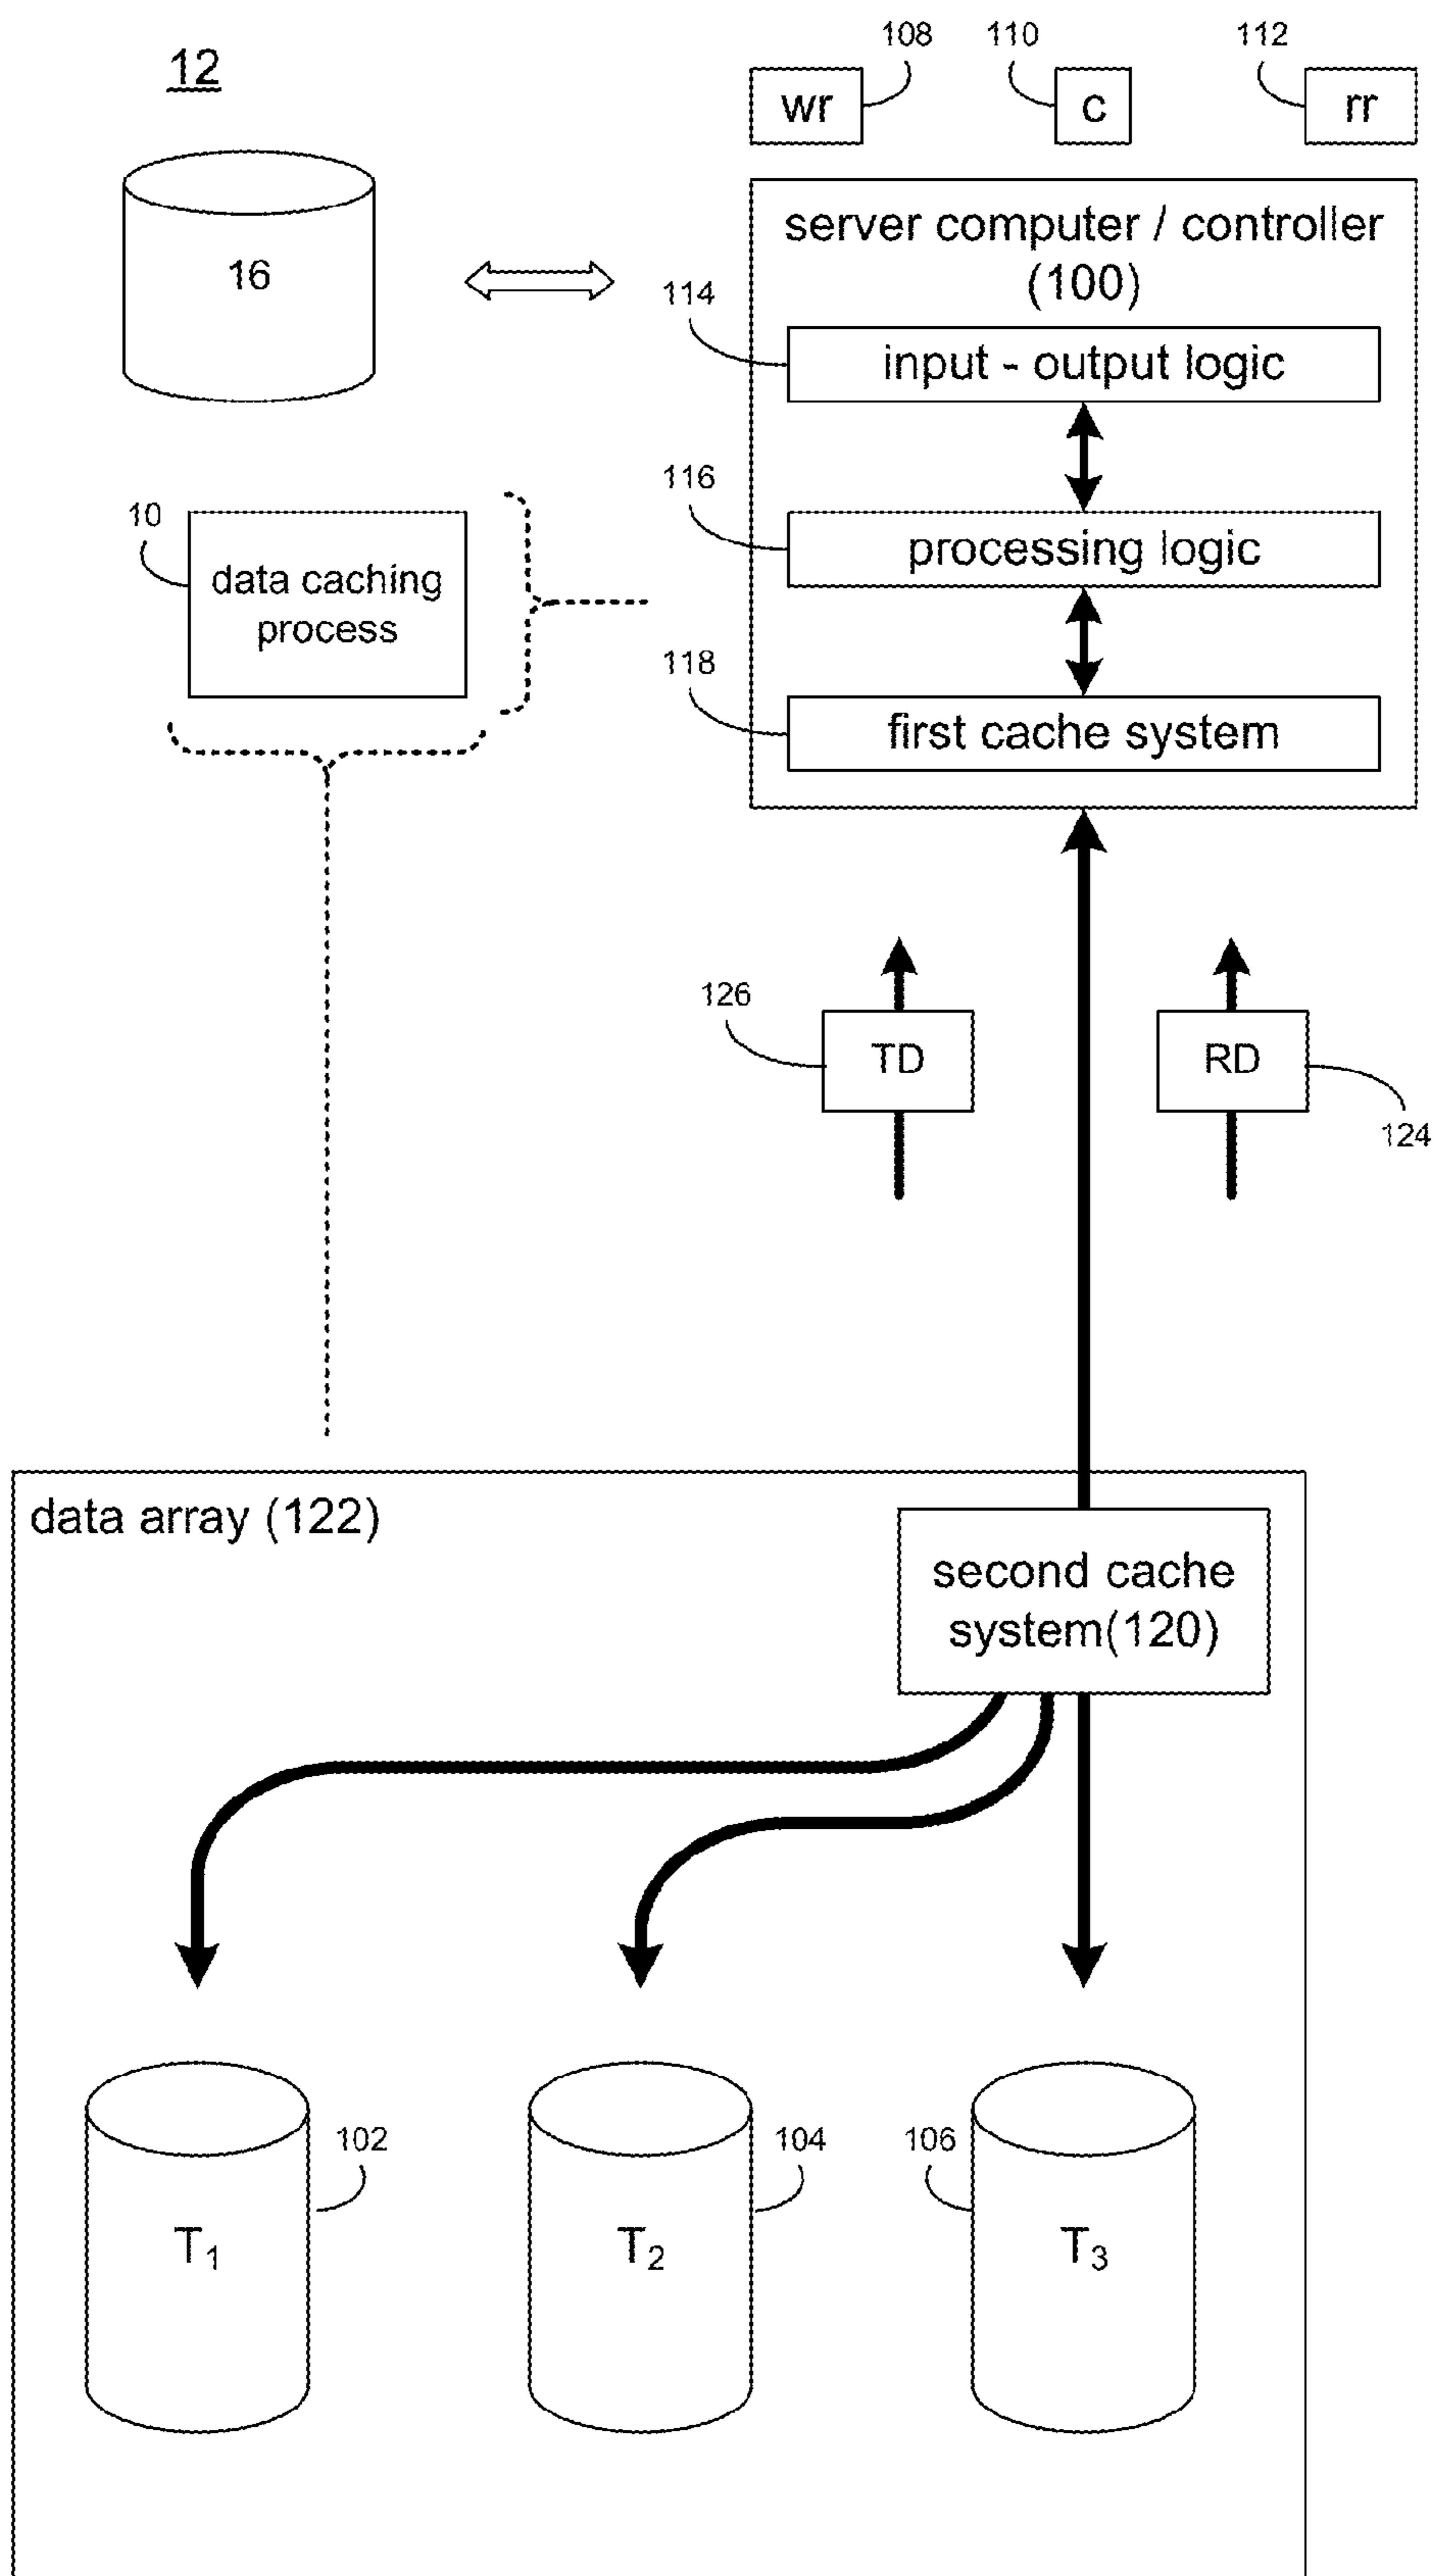 12
108
110
112
wr
c
rr
16
server computer / controller
(100)
114
input - output logic
116
processing logic
10
data caching
process
118
first cache system
126
TD
RD
124
data array (122)
second cache
system(120)
102
104
106
T₁
T₂
T₃